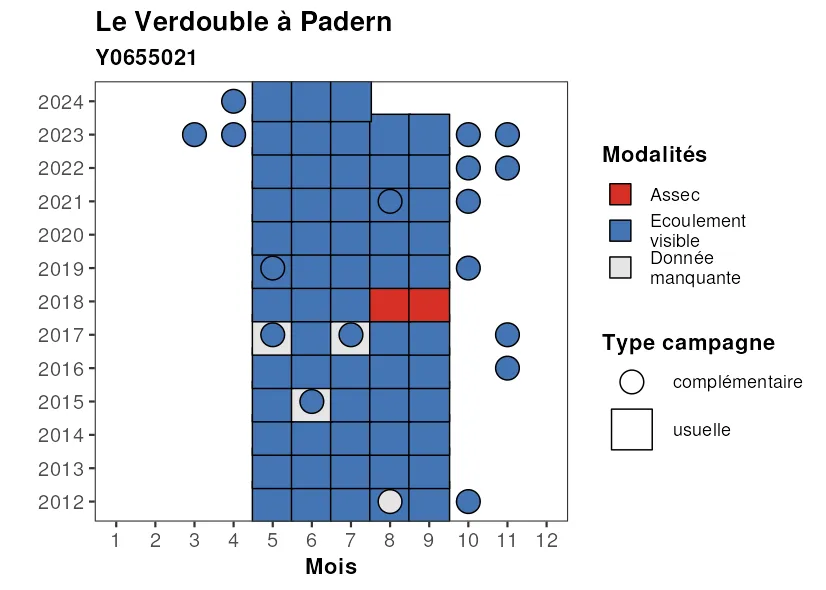 Le Verdouble à Padern
Y0655021
2024
2023
2022
2021
2020
2019
2018
2017
2016
2015
2014
2013
2012
1 2 3 4 5 6 7 8 9 10 11 12
Mois
Modalités
Assec
Ecoulement
visible
Donnée
manquante
Type campagne
complémentaire
usuelle